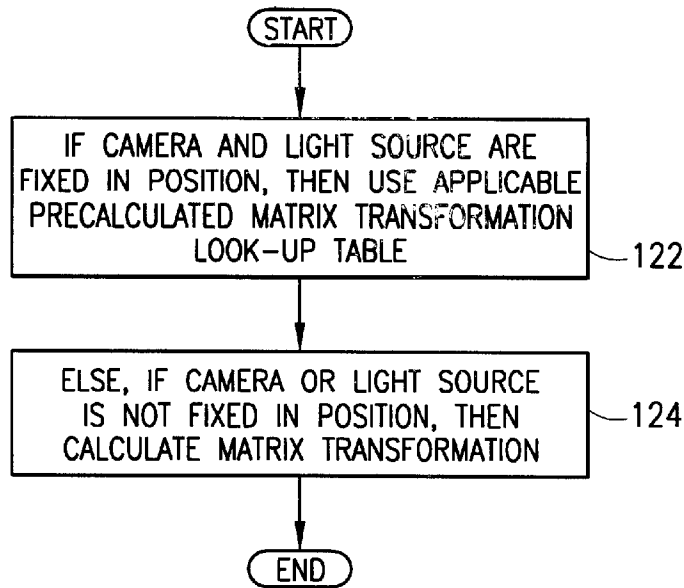 START
IF CAMERA AND LIGHT SOURCE ARE
FIXED IN POSITION, THEN USE APPLICABLE
PRECALCULATED MATRIX TRANSFORMATION
LOOK-UP TABLE
122
ELSE, IF CAMERA OR LIGHT SOURCE
IS NOT FIXED IN POSITION, THEN
CALCULATE MATRIX TRANSFORMATION
124
END